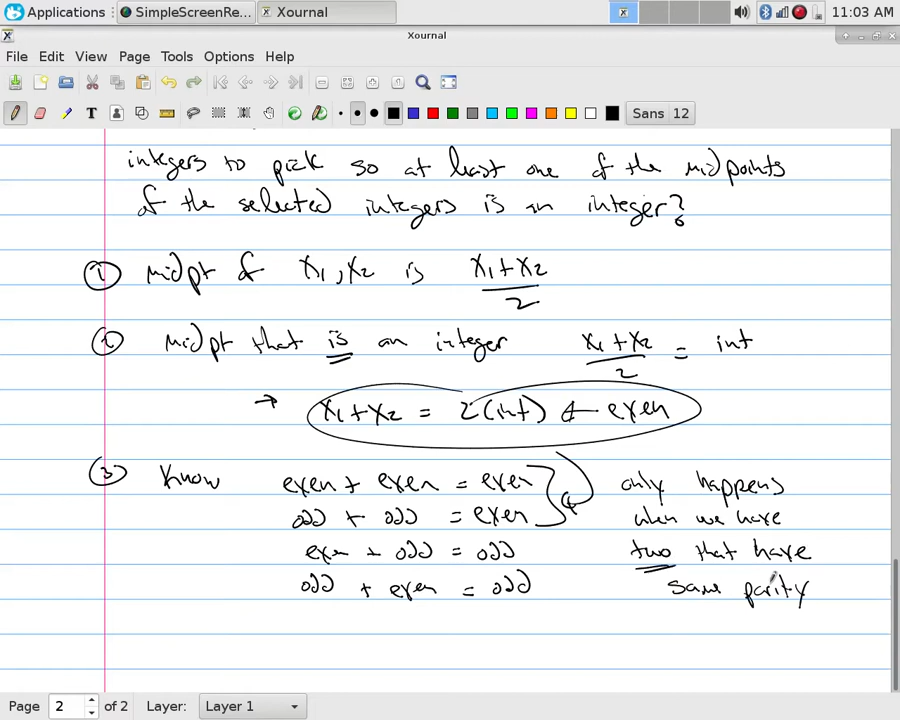 Applications
SimpleScreenRe...
Xournal
11:03 AM
Xournal
File Edit View Page Tools Options Help
Sans 12
integers to pick so at least one of the midpoints
of the selected integers is an integer?
① midpt of X₁, X₂ is (X₁+X₂)/2
② midpt that is an integer (X₁+X₂)/2 = int
→ X₁+X₂ = 2(int) ← even
③ Know even + even = even only happens
odd + odd = even when we have
even + odd = odd two that have
odd + even = odd same parity
Page 2 of 2 Layer: Layer 1